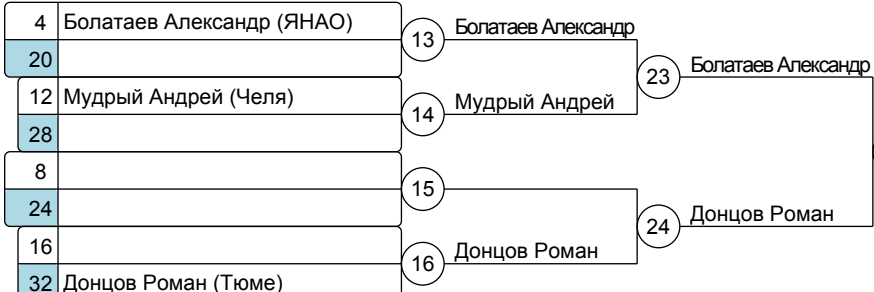 4 Болатаев Александр (ЯНАО)
20
12 Мудрый Андрей (Челя)
28
8
24
16
32 Донцов Роман (Тюме)
13 Болатаев Александр
14 Мудрый Андрей
15
16 Донцов Роман
23 Болатаев Александр
24 Донцов Роман